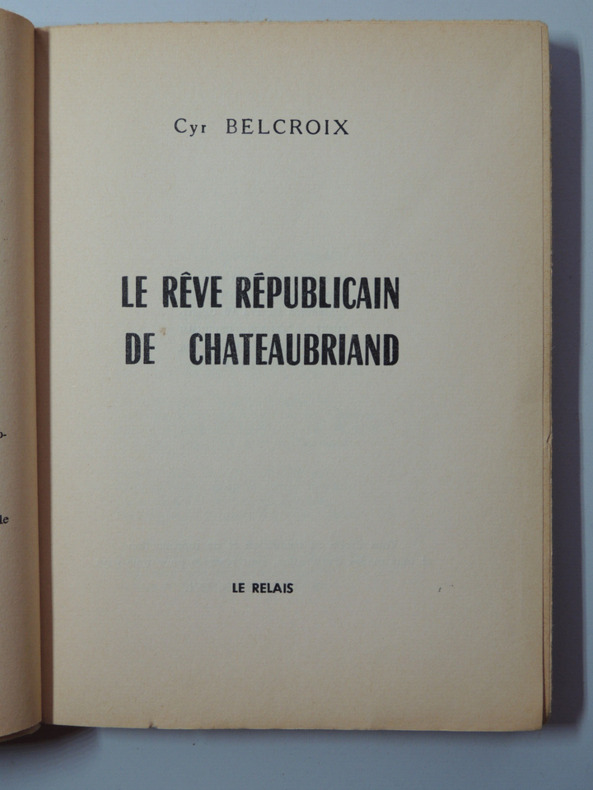 Cyr BELCROIX
LE RÊVE RÉPUBLICAIN
DE CHATEAUBRIAND
LE RELAIS